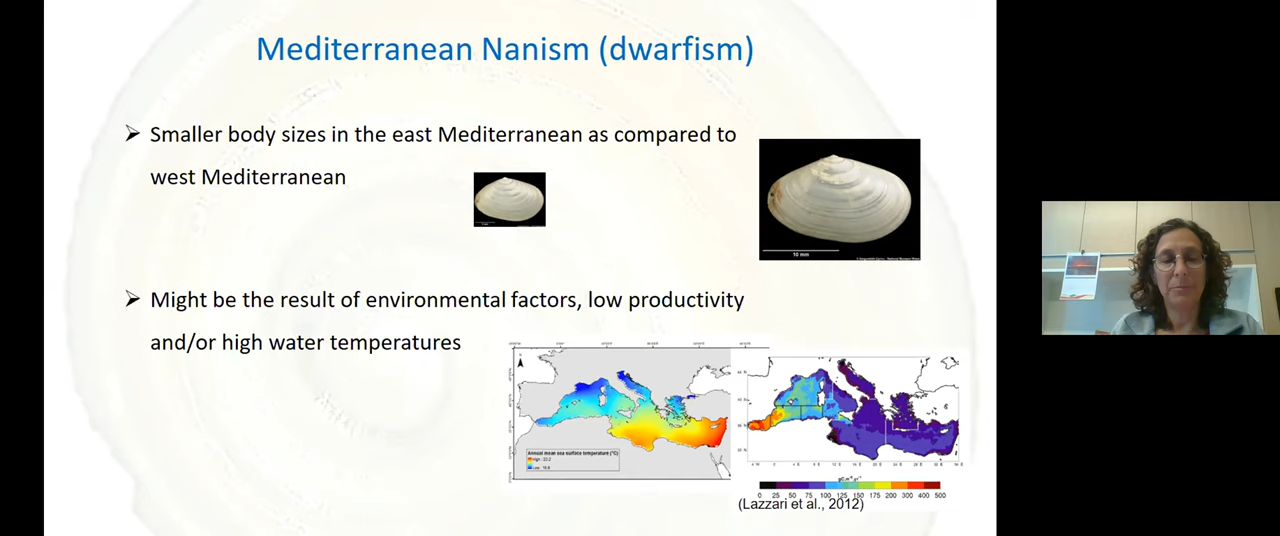 Mediterranean Nanism (dwarfism)
➢ Smaller body sizes in the east Mediterranean as compared to
west Mediterranean
10 mm
➢ Might be the result of environmental factors, low productivity
and/or high water temperatures
N
Annual mean sea surface temperature (°C)
0 25 50 75 100 125 150 175 200 300 400 500
(Lazzari et al., 2012)